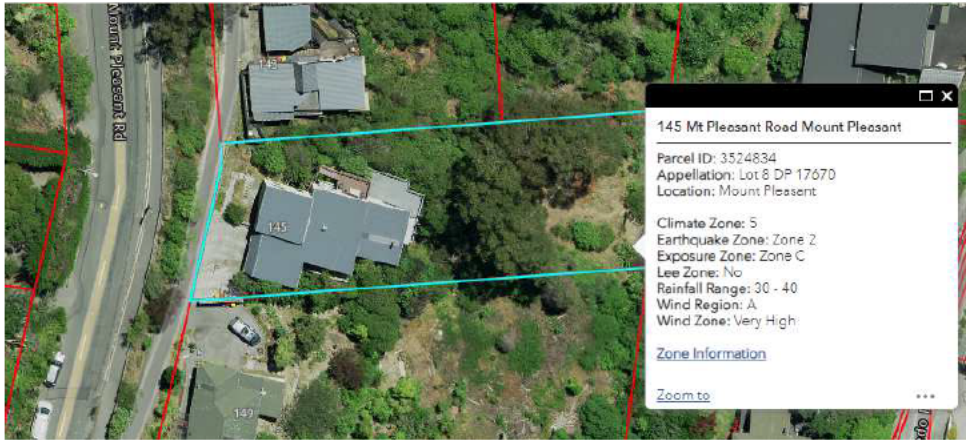 Mount Pleasant Rd
142
145
149
145 Mt Pleasant Road Mount Pleasant
Parcel ID: 3524834
Appellation: Lot 8 DP 17670
Location: Mount Pleasant
Climate Zone: 5
Earthquake Zone: Zone 2
Exposure Zone: Zone C
Lee Zone: No
Rainfall Range: 30 - 40
Wind Region: A
Wind Zone: Very High
Zone Information
Zoom to